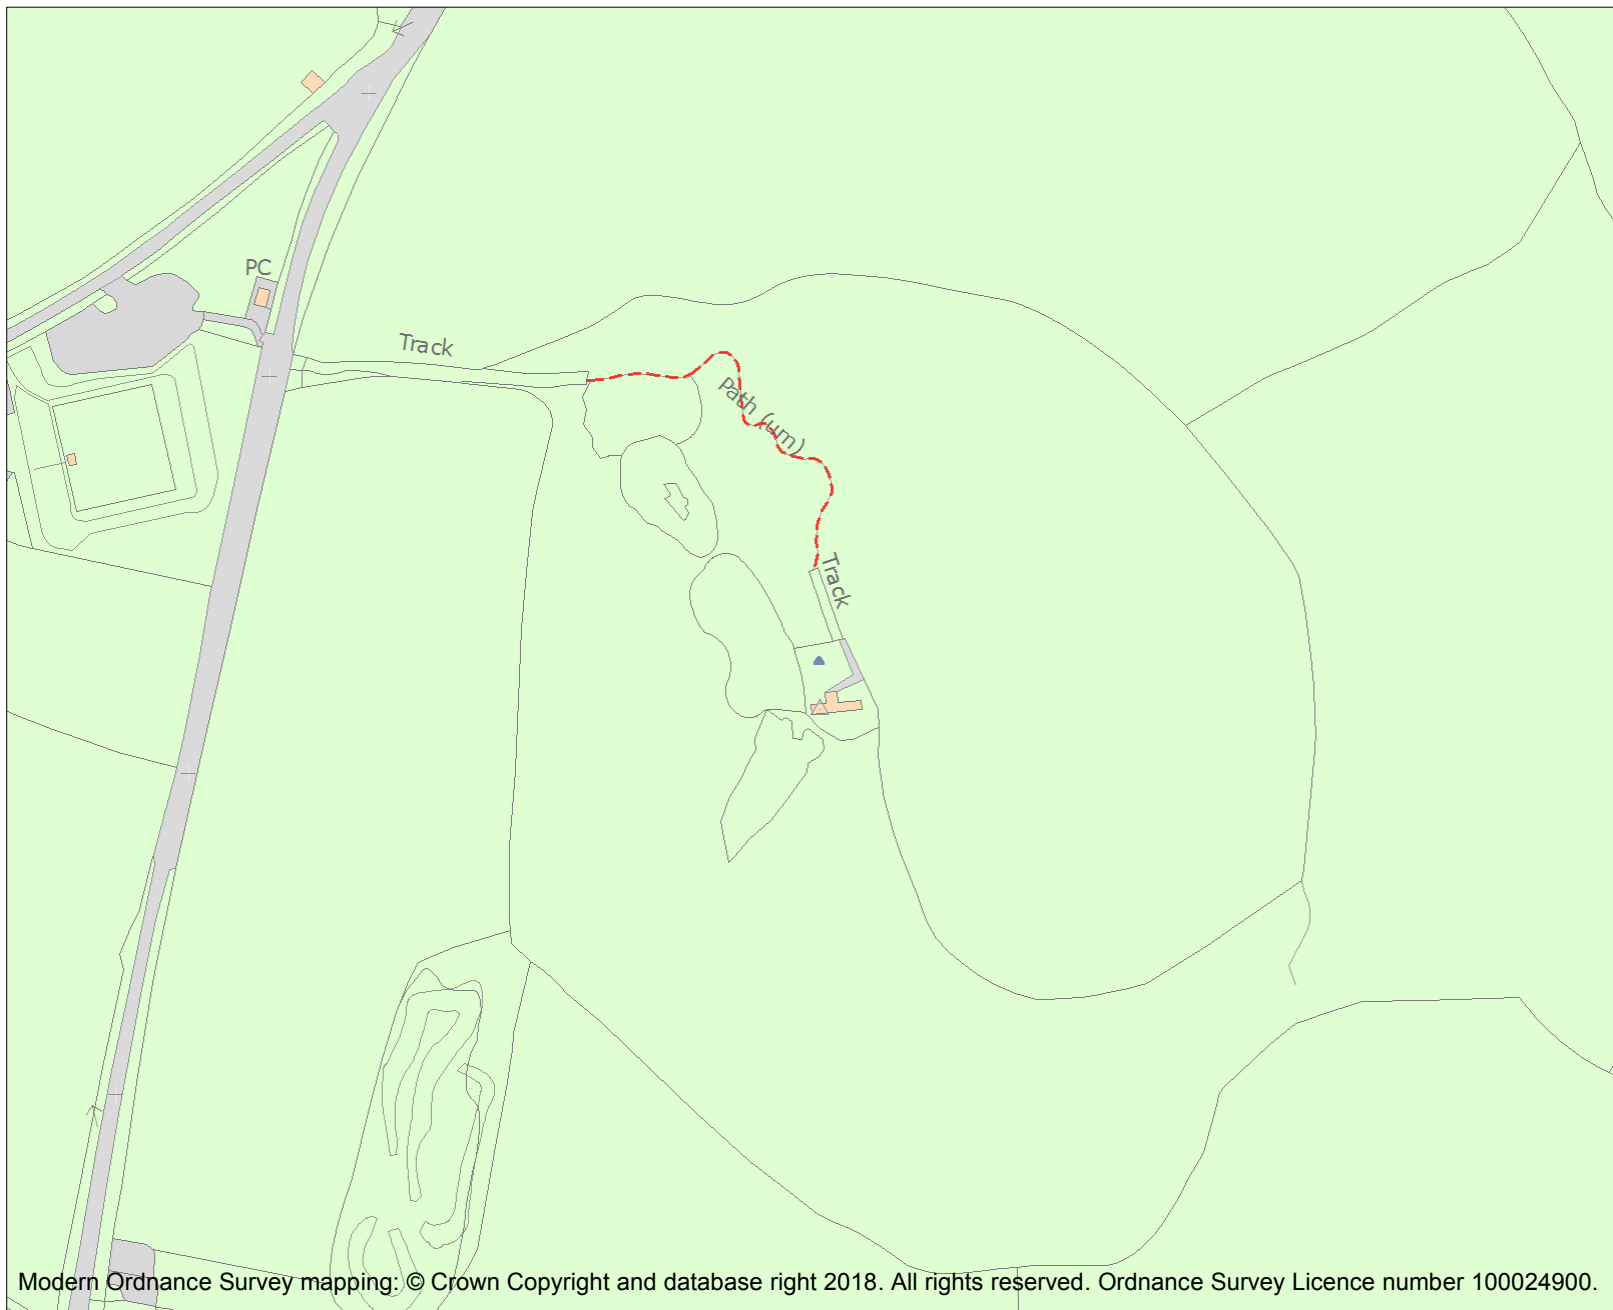 PC
Track
Path (um)
Track
Modern Ordnance Survey mapping: © Crown Copyright and database right 2018. All rights reserved. Ordnance Survey Licence number 100024900.